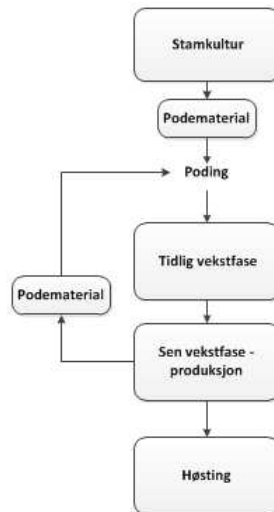 Stamkultur
Podematerial
Poding
Tidlig vekstfase
Podematerial
Sen vekstfase -
produksjon
Høsting